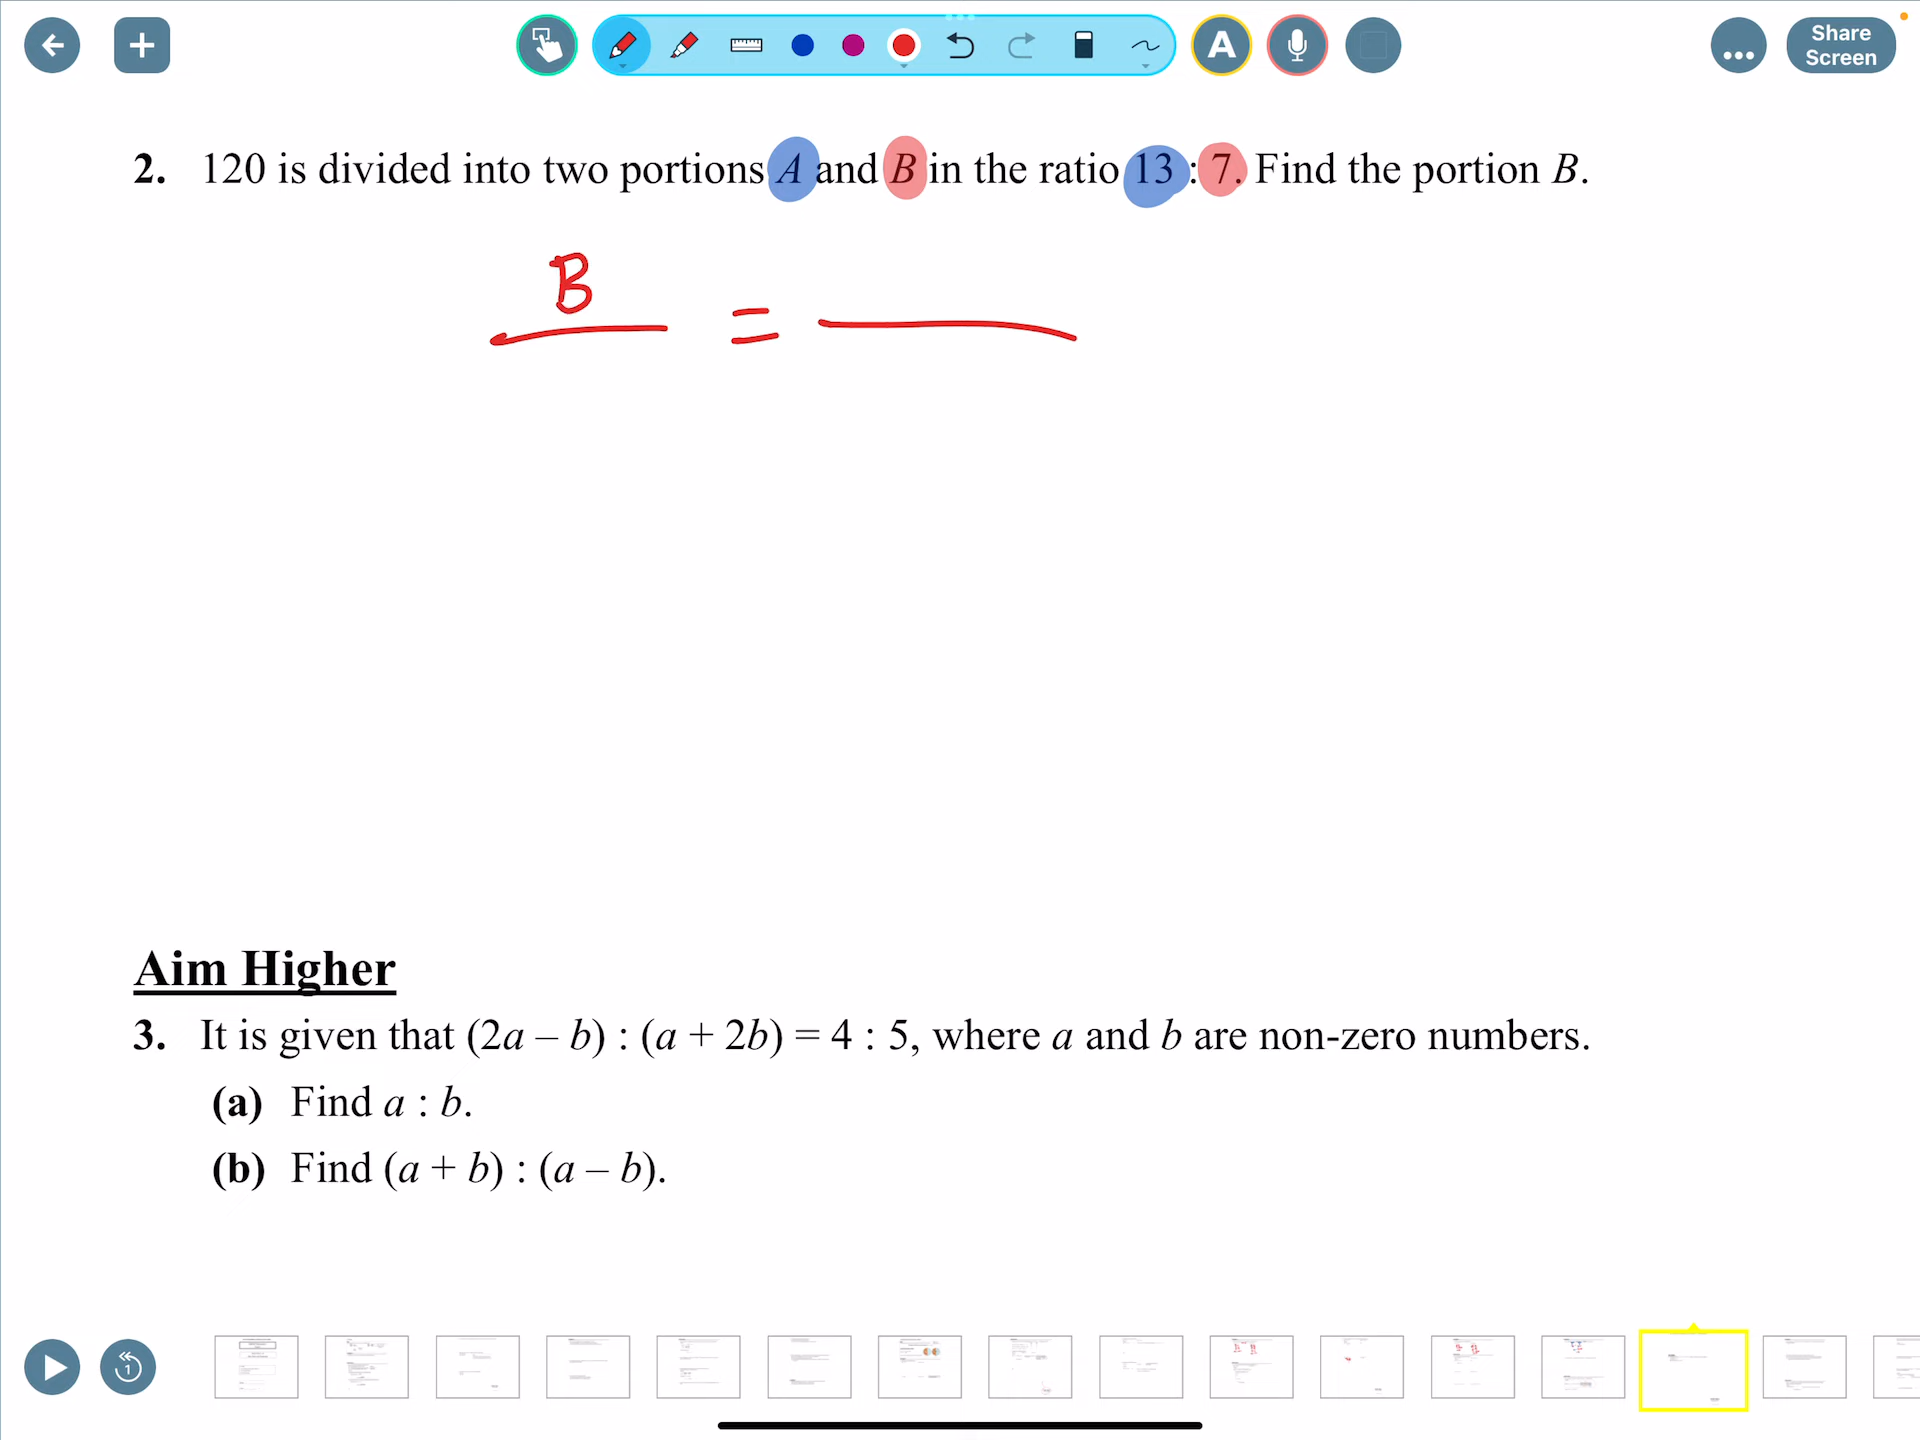 Share
Screen
A
2. 120 is divided into two portions A and B in the ratio 13 : 7. Find the portion B.
B
=
Aim Higher
3. It is given that (2a – b) : (a + 2b) = 4 : 5, where a and b are non-zero numbers.
(a) Find a : b.
(b) Find (a + b) : (a – b).
1